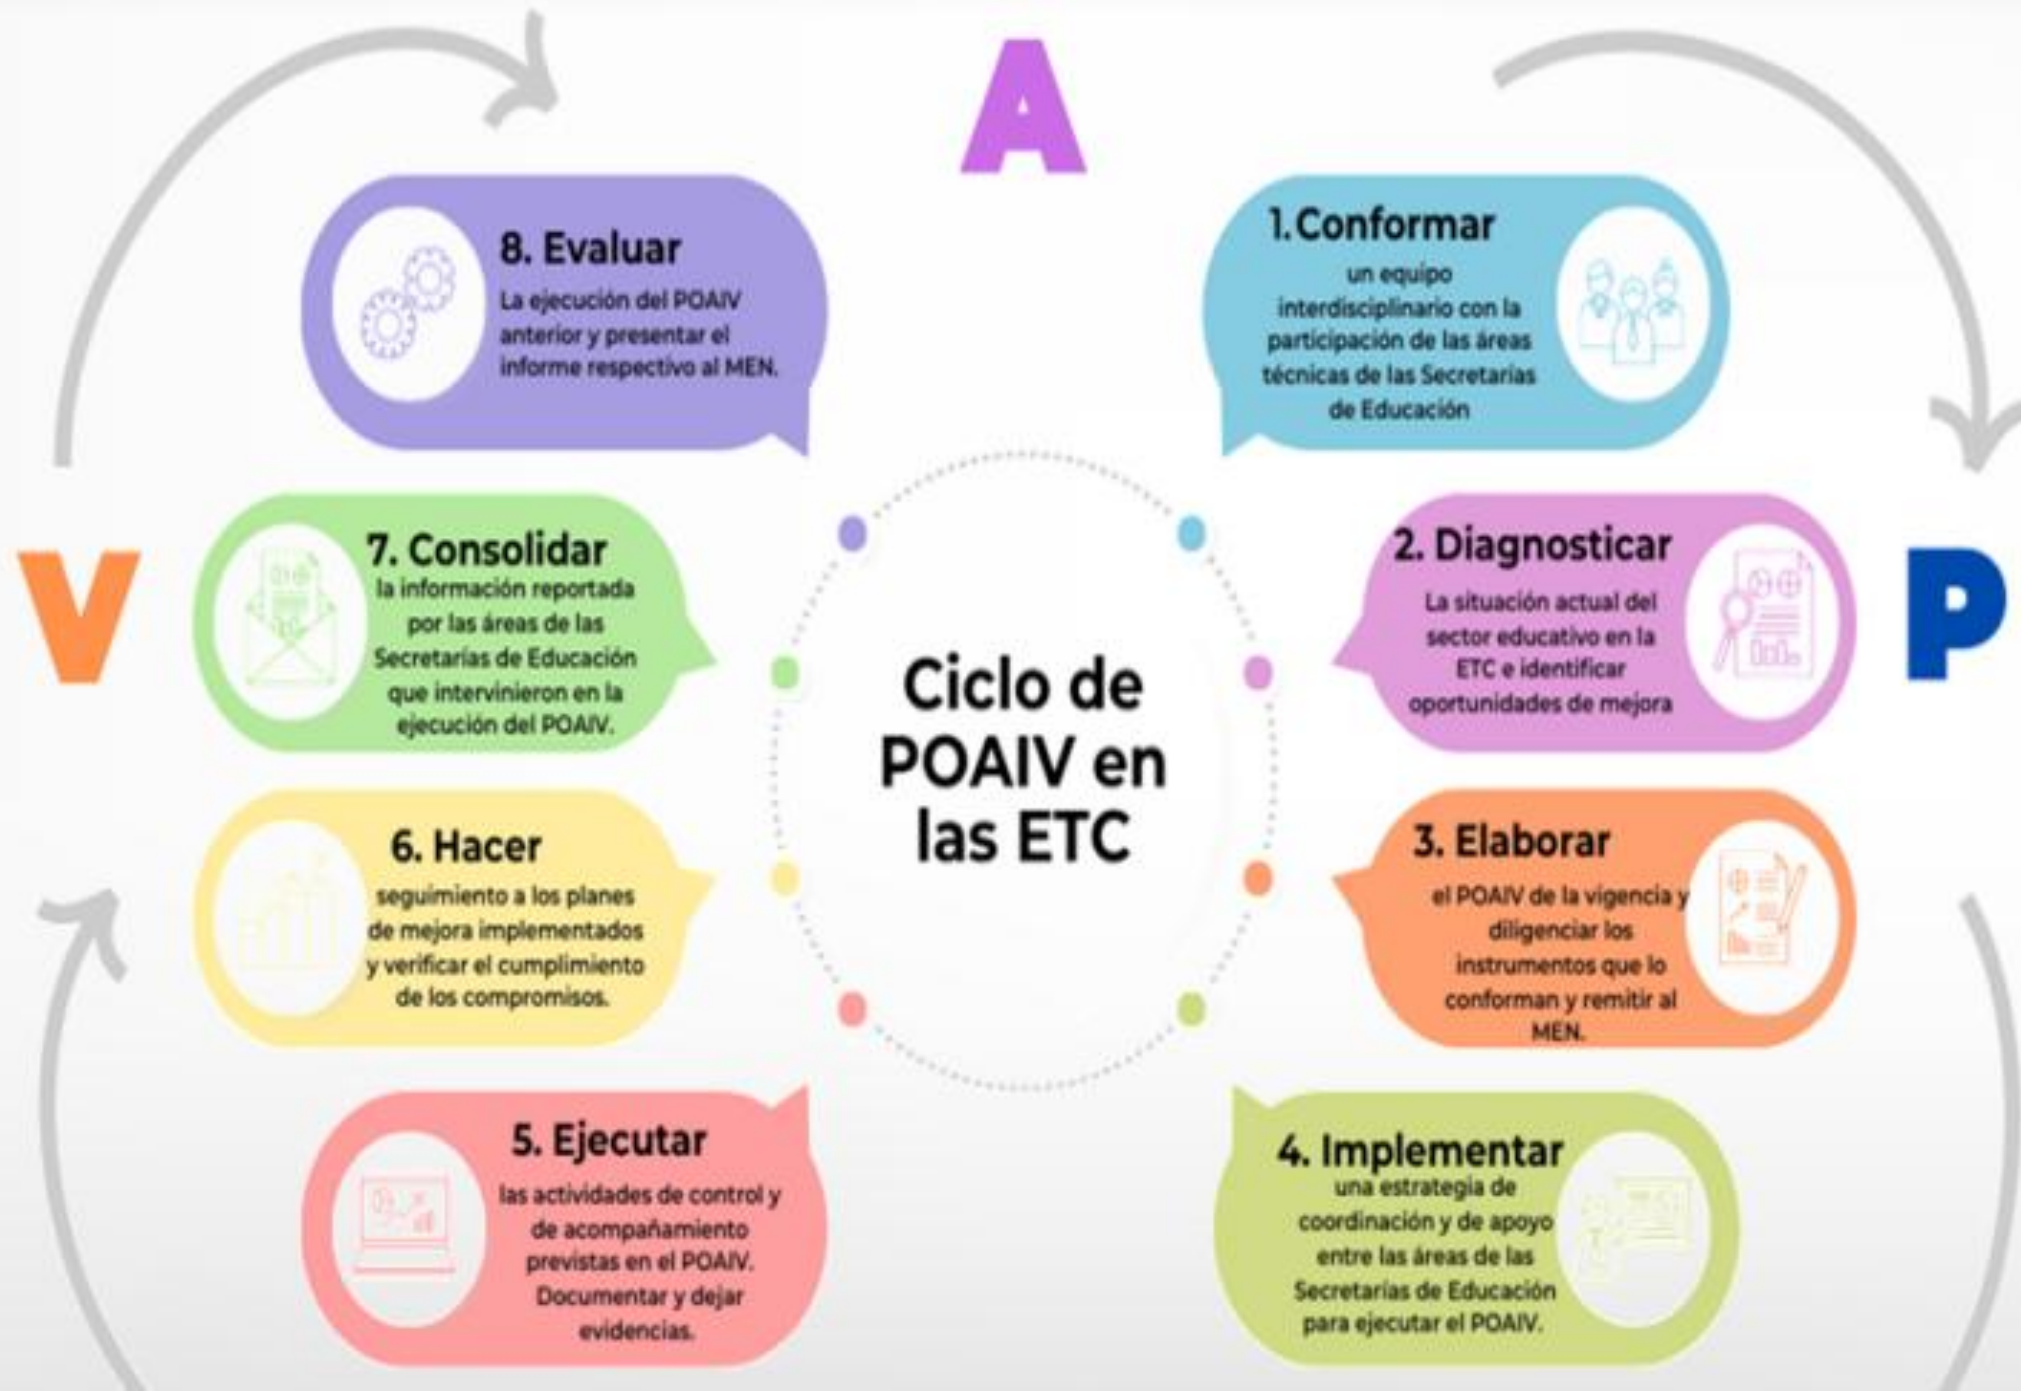 A
1. Conformar
un equipo
interdisciplinario con la
participación de las áreas
técnicas de las Secretarías
de Educación
P
2. Diagnosticar
La situación actual del
sector educativo en la
ETC e identificar
oportunidades de mejora
3. Elaborar
el POAIV de la vigencia y
diligenciar los
instrumentos que lo
conforman y remitir al
MEN.
4. Implementar
una estrategia de
coordinación y de apoyo
entre las áreas de las
Secretarías de Educación
para ejecutar el POAIV.
5. Ejecutar
las actividades de control y
de acompañamiento
previstas en el POAIV.
Documentar y dejar
evidencias.
6. Hacer
seguimiento a los planes
de mejora implementados
y verificar el cumplimiento
de los compromisos.
V
7. Consolidar
la información reportada
por las áreas de las
Secretarías de Educación
que intervinieron en la
ejecución del POAIV.
8. Evaluar
La ejecución del POAIV
anterior y presentar el
informe respectivo al MEN.
Ciclo de
POAIV en
las ETC